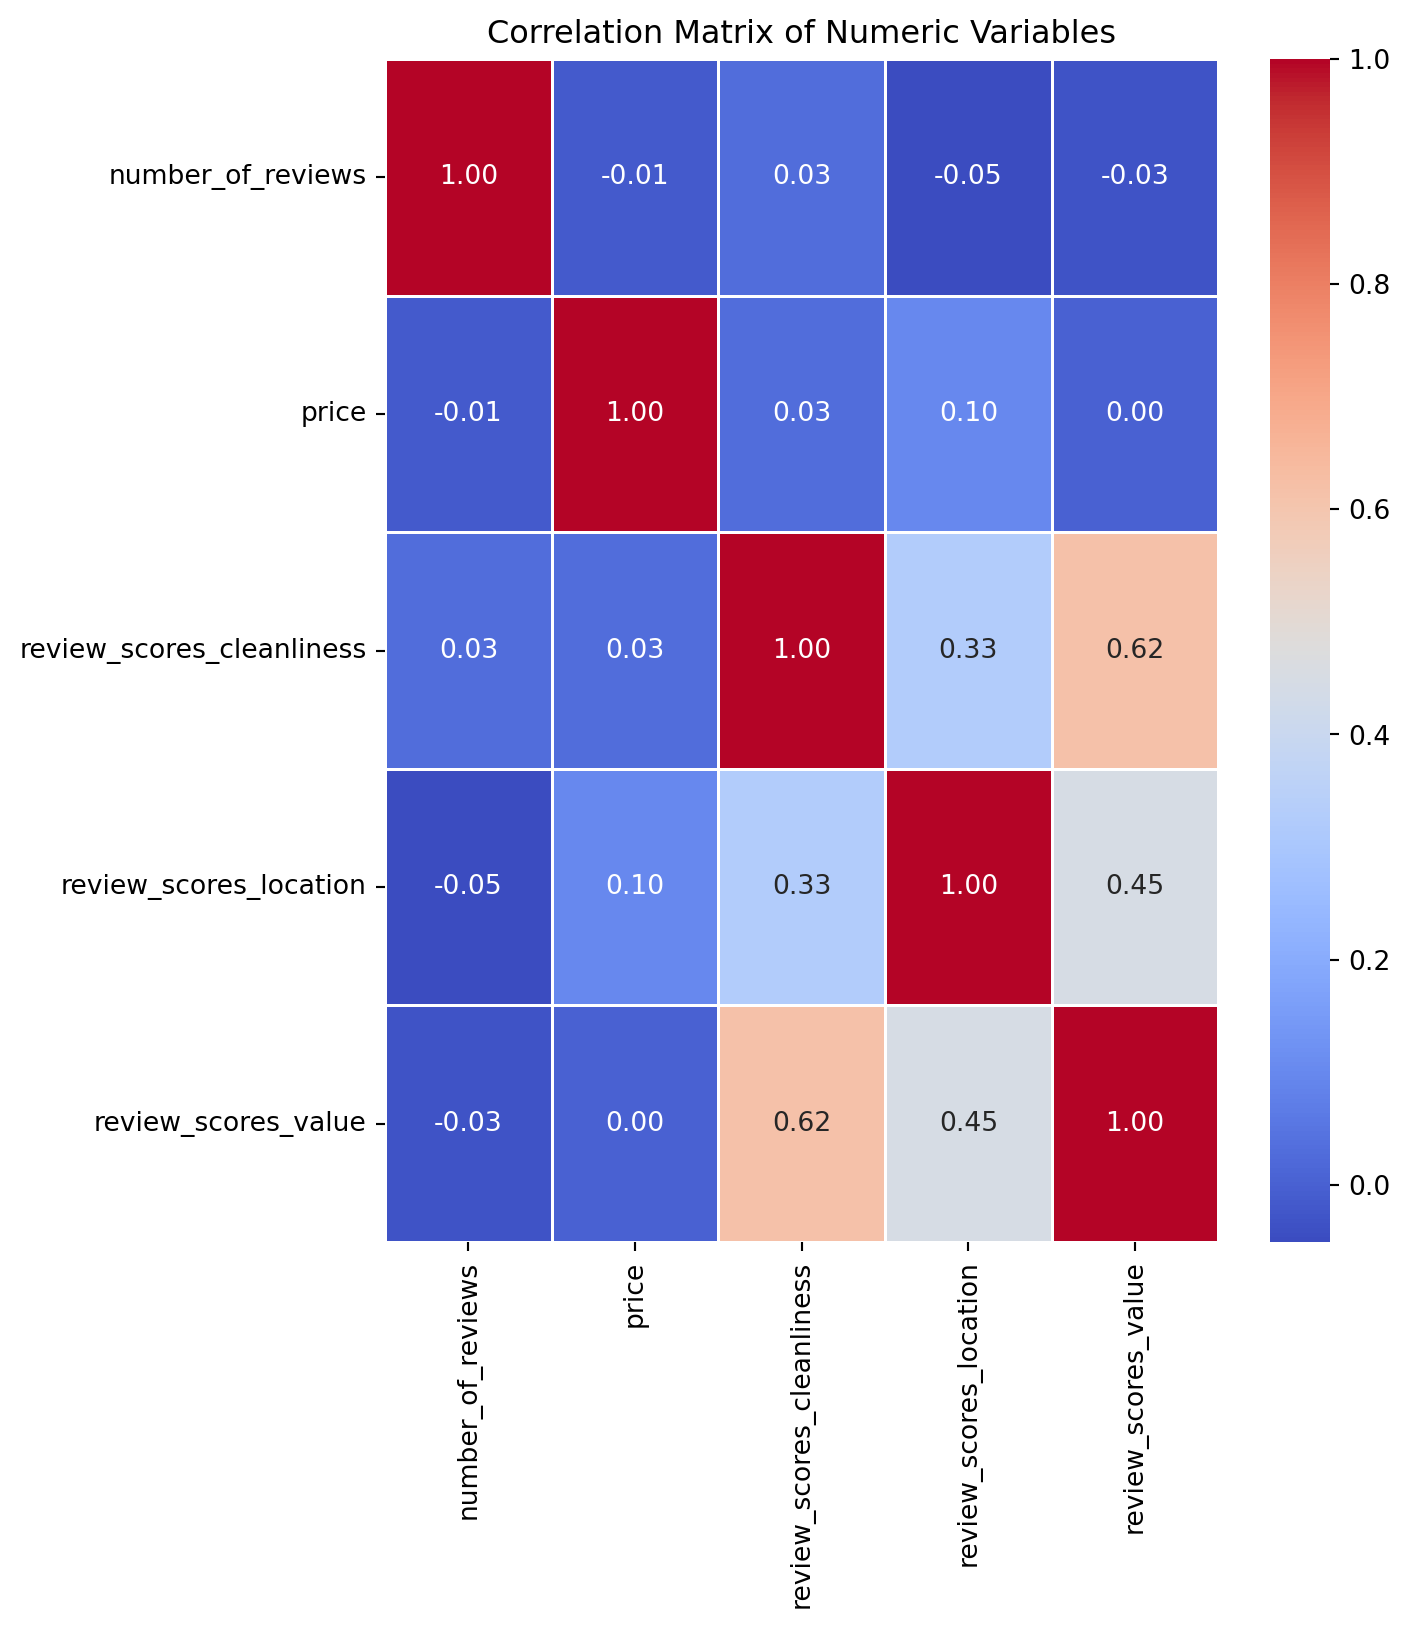 Correlation Matrix of Numeric Variables
number_of_reviews 1.00 -0.01 0.03 -0.05 -0.03
price -0.01 1.00 0.03 0.10 0.00
review_scores_cleanliness 0.03 0.03 1.00 0.33 0.62
review_scores_location -0.05 0.10 0.33 1.00 0.45
review_scores_value -0.03 0.00 0.62 0.45 1.00
number_of_reviews
price
review_scores_cleanliness
review_scores_location
review_scores_value
1.0
0.8
0.6
0.4
0.2
0.0